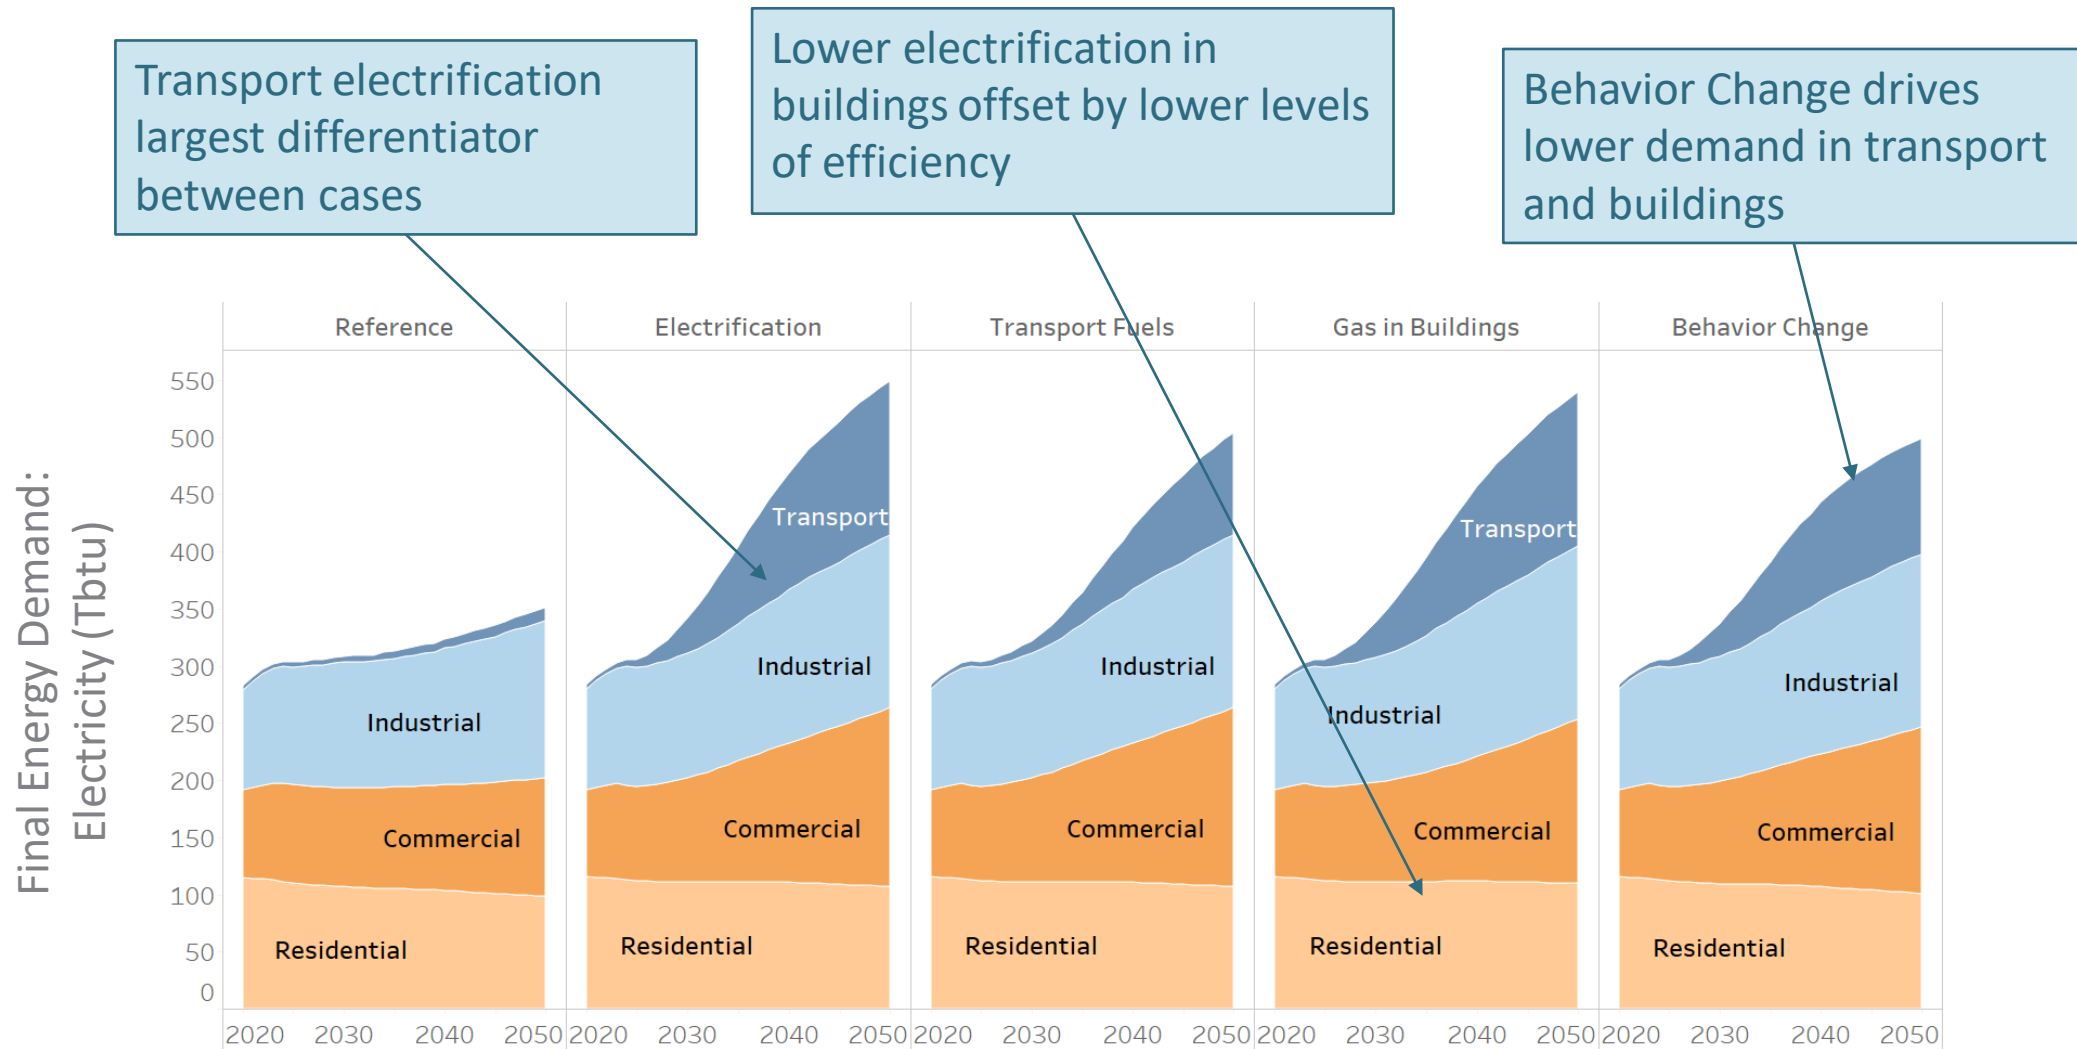 Transport electrification
largest differentiator
between cases
Lower electrification in
buildings offset by lower levels
of efficiency
Behavior Change drives
lower demand in transport
and buildings
Reference
Electrification
Transport Fuels
Gas in Buildings
Behavior Change
Final Energy Demand:
Electricity (Tbtu)
550
500
450
400
350
300
250
200
150
100
50
0
Industrial
Commercial
Residential
Transport
Industrial
Commercial
Residential
Industrial
Commercial
Residential
Transport
Industrial
Commercial
Residential
Industrial
Commercial
Residential
2020 2030 2040 2050 2020 2030 2040 2050 2020 2030 2040 2050 2020 2030 2040 2050 2020 2030 2040 2050